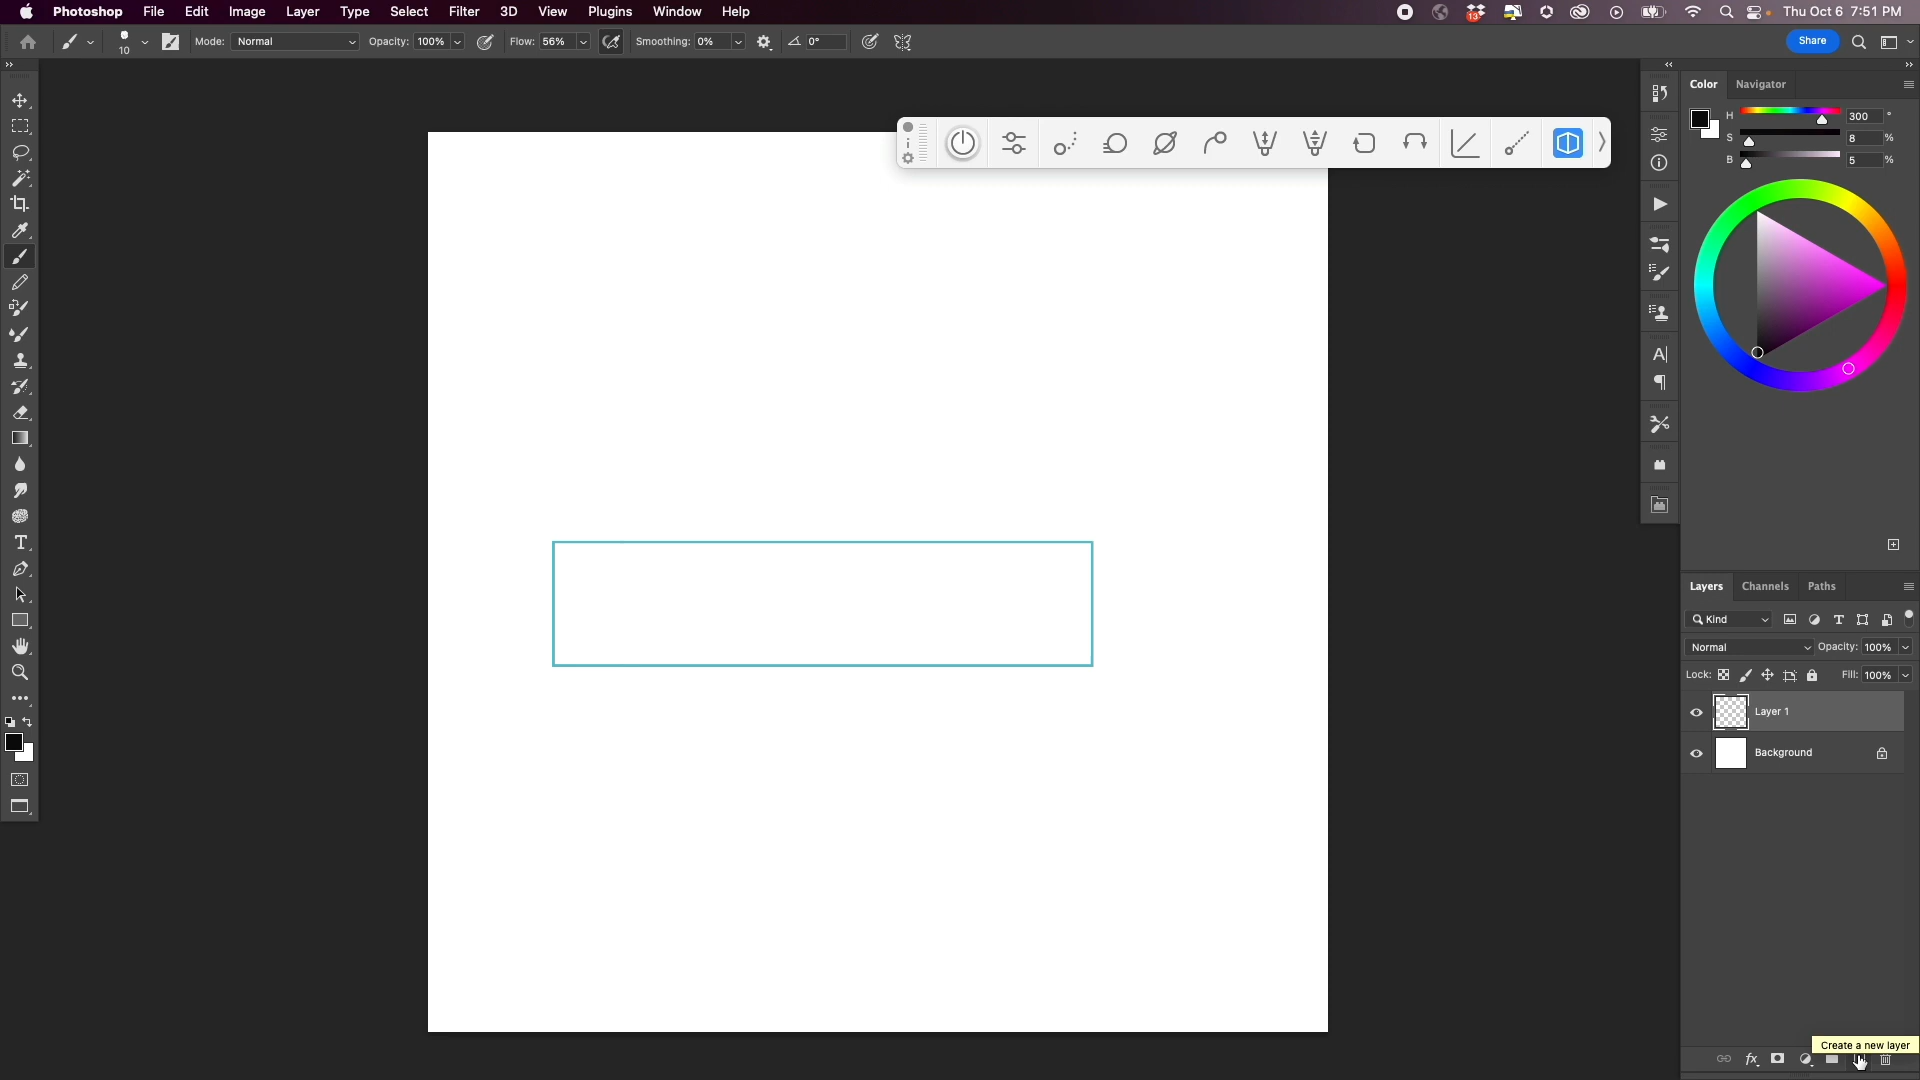 Photoshop File Edit Image Layer Type Select Filter 3D View Plugins Window Help
13 Thu Oct 6 7:51 PM
10 Mode: Normal Opacity: 100% Flow: 56% Smoothing: 0% 0° Share
Color Navigator
H 300 °
S 8 %
B 5 %
Layers Channels Paths
Kind
Normal Opacity: 100%
Lock: Fill: 100%
Layer 1
Background
Create a new layer
fx